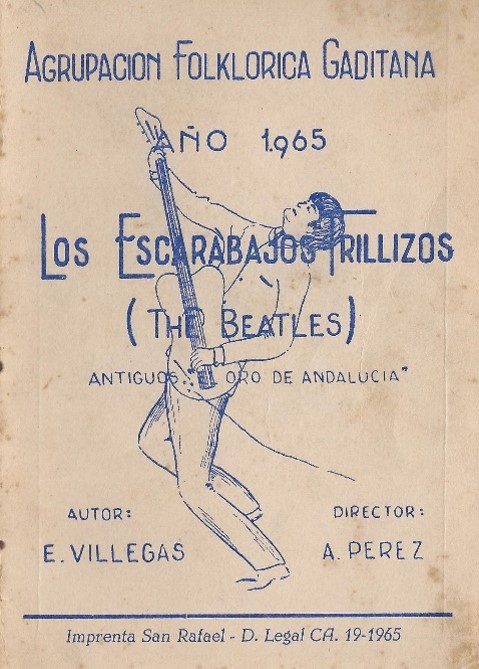 AGRUPACION FOLKLORICA GADITANA
AÑO 1.965
LOS ESCARABAJOS TRILLIZOS
(THE BEATLES)
ANTIGUOS " ORO DE ANDALUCIA"
AUTOR:
E. VILLEGAS
DIRECTOR:
A. PEREZ
Imprenta San Rafael - D. Legal CA. 19-1965